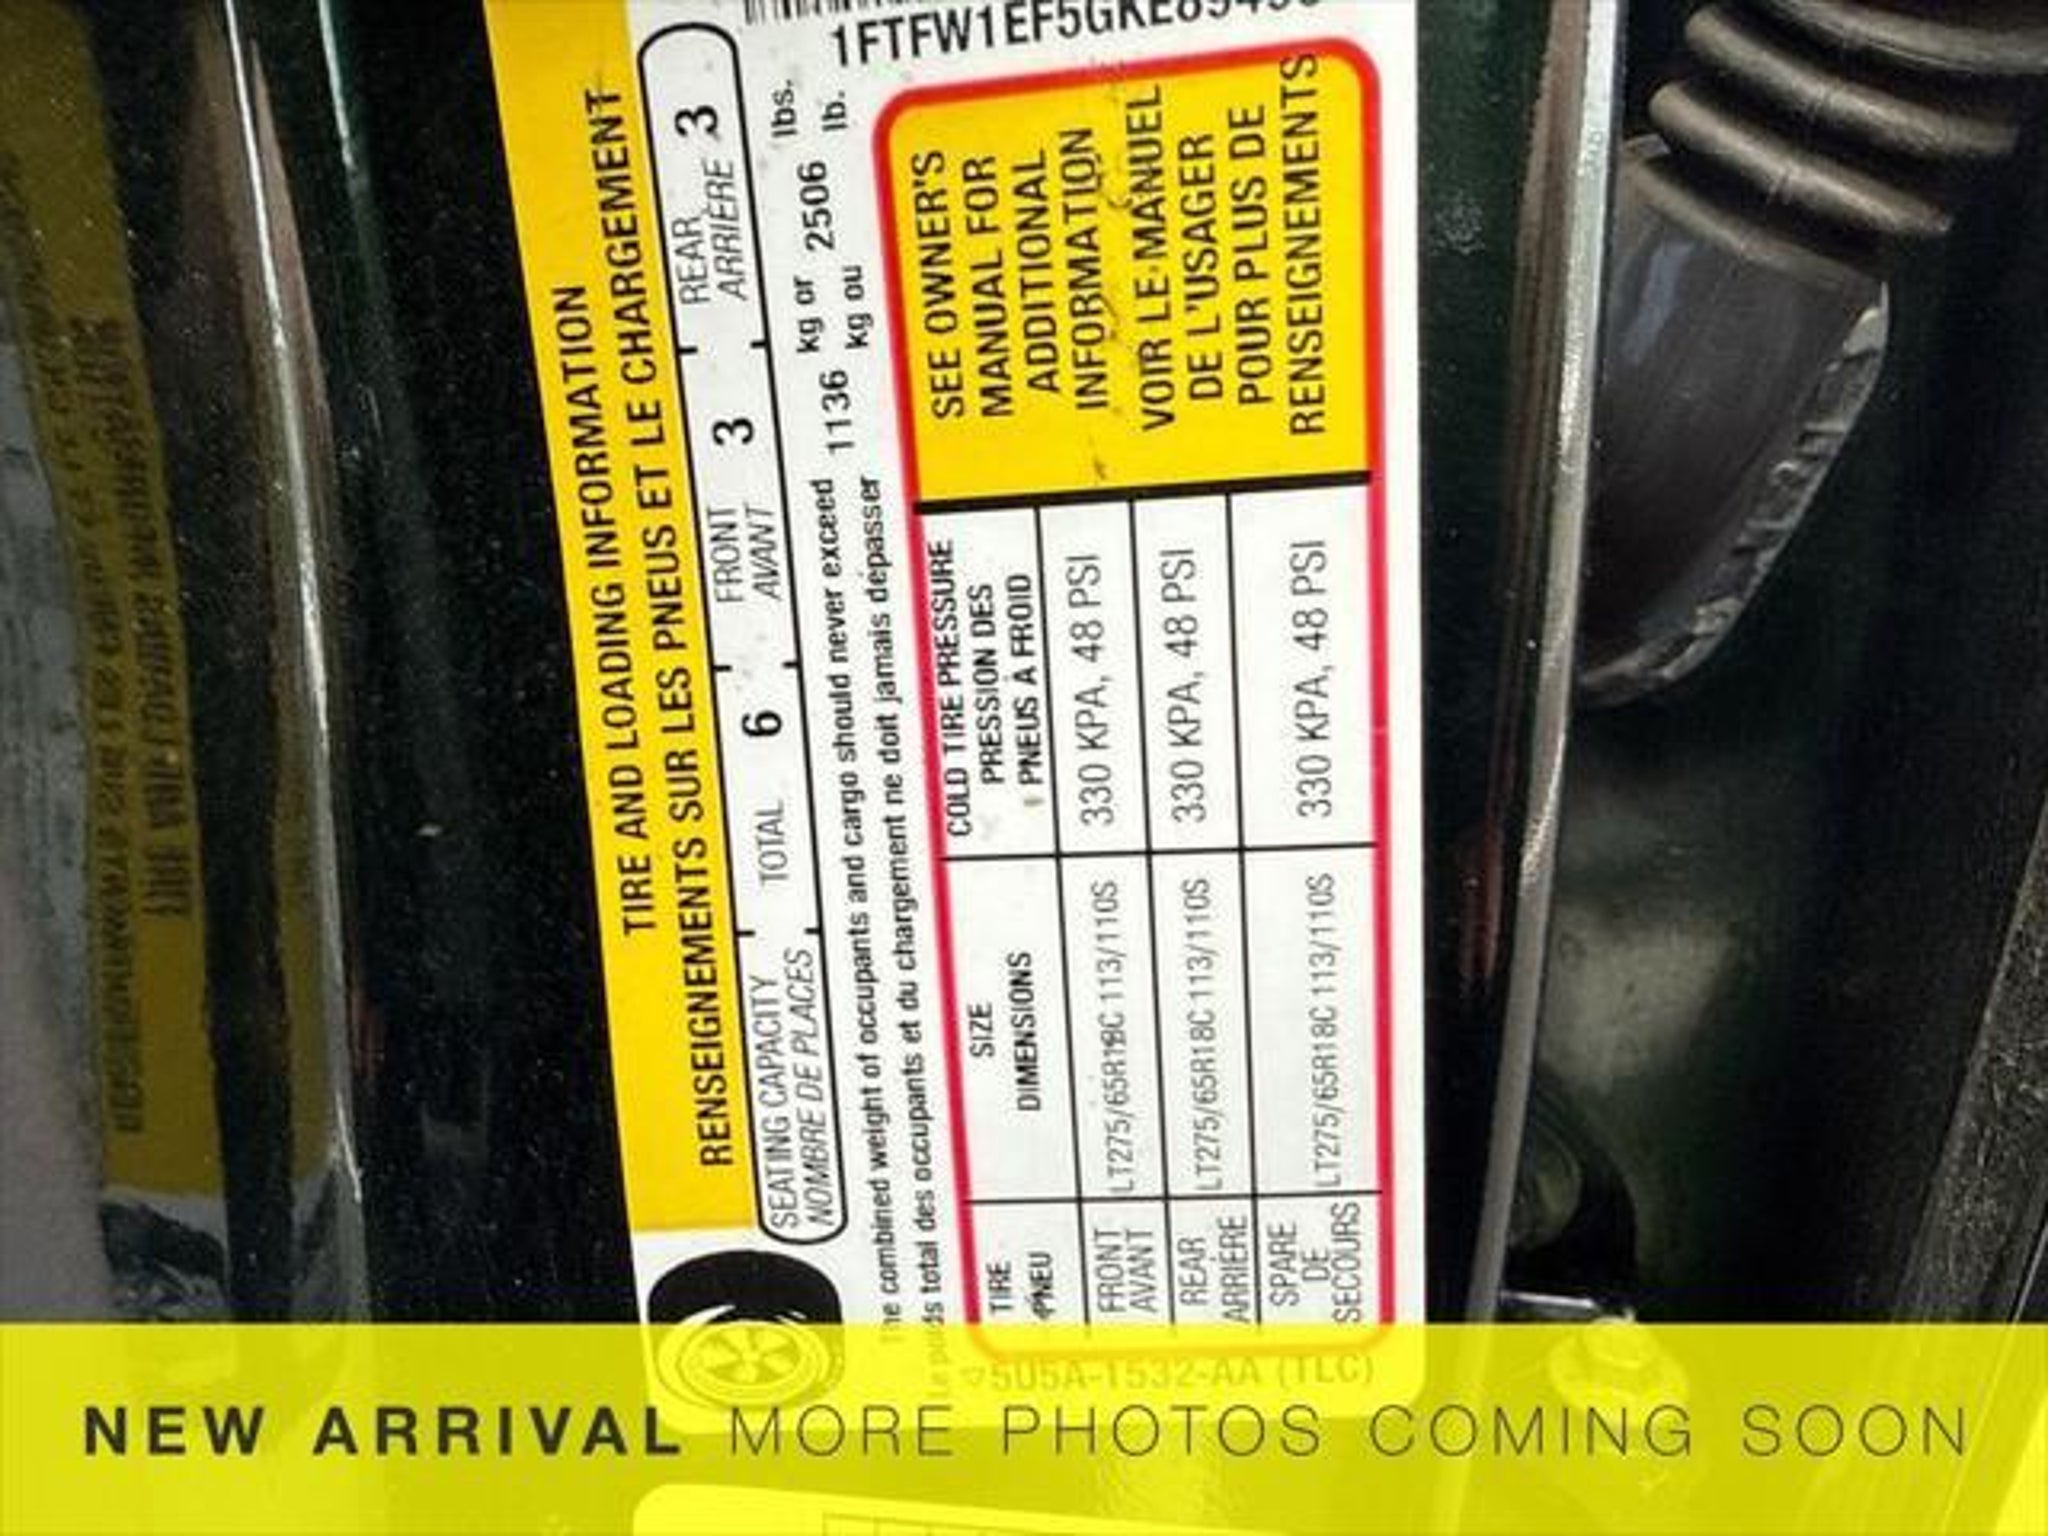 TIRE AND LOADING INFORMATION
RENSEIGNEMENTS SUR LES PNEUS ET LE CHARGEMENT
SEATING CAPACITY TOTAL 6 FRONT 3 REAR 3
NOMBRE DE PLACES AVANT ARRIÈRE
The combined weight of occupants and cargo should never exceed 1136 kg or 2506 lbs.
Le poids total des occupants et du chargement ne doit jamais dépasser kg ou lb.
TIRE SIZE COLD TIRE PRESSURE
PNEU DIMENSIONS PRESSION DES
PNEUS À FROID
FRONT LT275/65R18C 113/110S 330 KPA, 48 PSI
AVANT
REAR LT275/65R18C 113/110S 330 KPA, 48 PSI
ARRIÈRE
SPARE LT275/65R18C 113/110S 330 KPA, 48 PSI
DE
SECOURS
SEE OWNER'S
MANUAL FOR
ADDITIONAL
INFORMATION
VOIR LE MANUEL
DE L'USAGER
POUR PLUS DE
RENSEIGNEMENTS
5U5A-1532-AA (TLC)
NEW ARRIVAL MORE PHOTOS COMING SOON